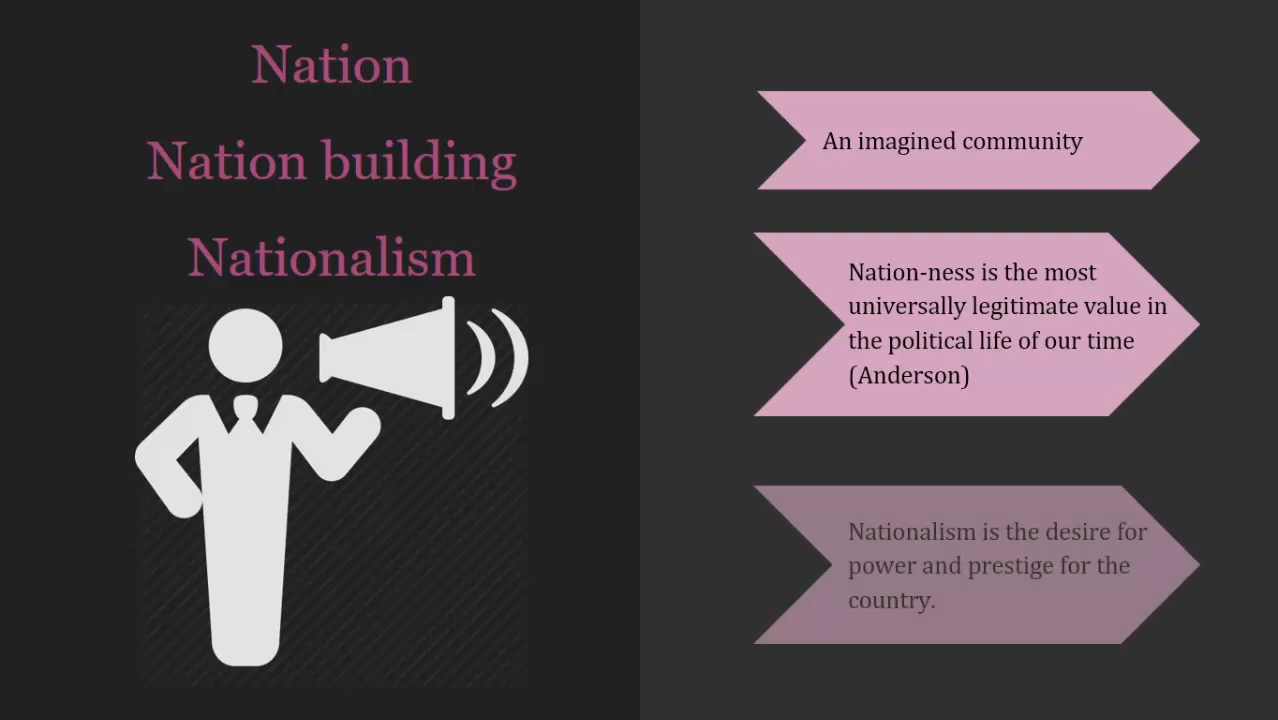 Nation
Nation building
Nationalism
An imagined community
Nation-ness is the most
universally legitimate value in
the political life of our time
(Anderson)
Nationalism is the desire for
power and prestige for the
country.